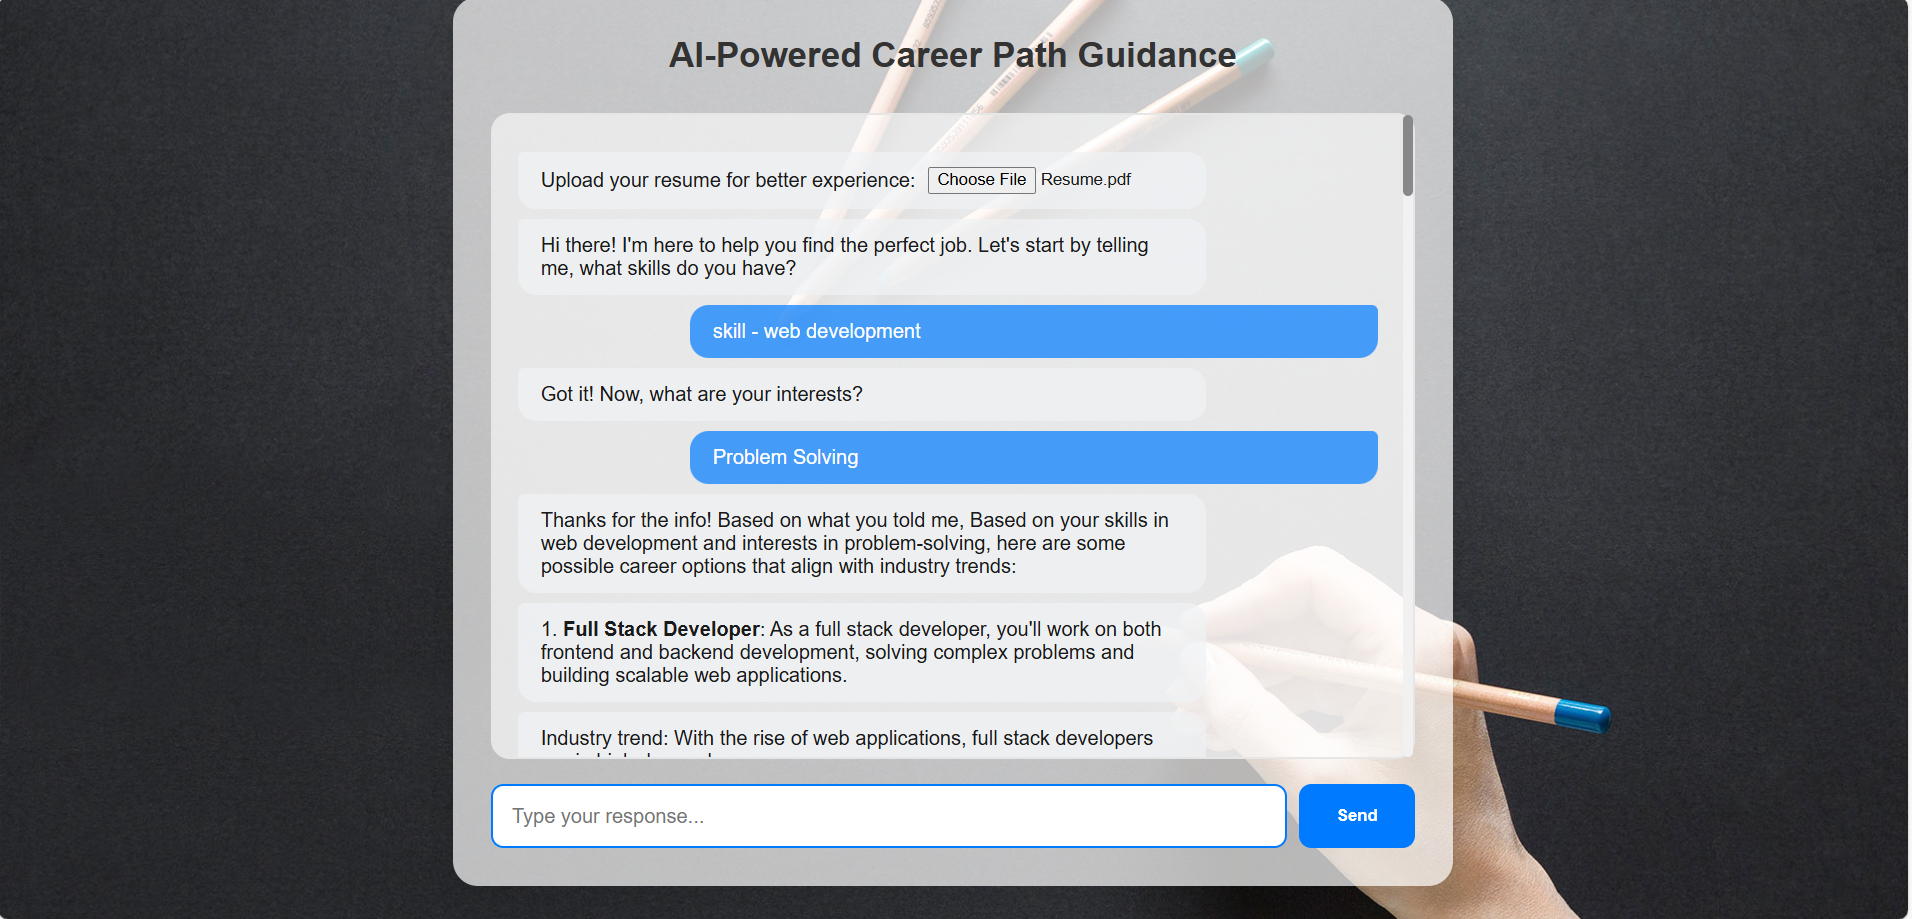 AI-Powered Career Path Guidance
Upload your resume for better experience: Choose File Resume.pdf
Hi there! I'm here to help you find the perfect job. Let's start by telling
me, what skills do you have?
skill - web development
Got it! Now, what are your interests?
Problem Solving
Thanks for the info! Based on what you told me, Based on your skills in
web development and interests in problem-solving, here are some
possible career options that align with industry trends:
1. Full Stack Developer: As a full stack developer, you'll work on both
frontend and backend development, solving complex problems and
building scalable web applications.
Industry trend: With the rise of web applications, full stack developers
Type your response...
Send